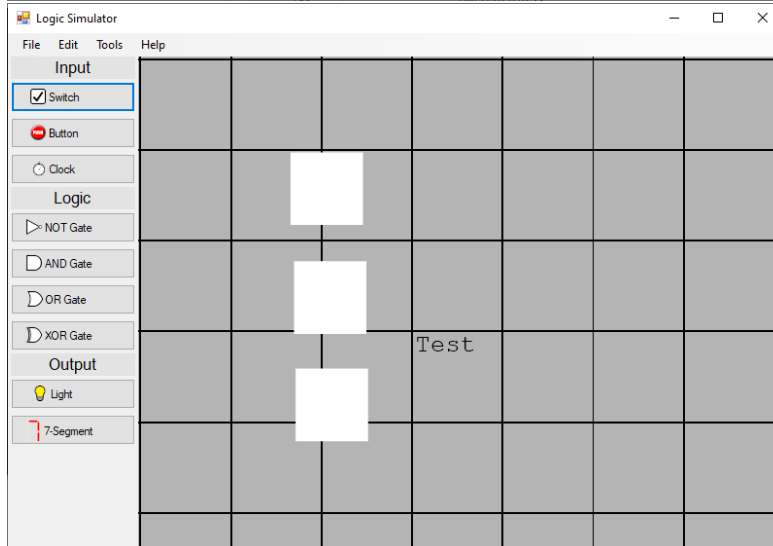 Logic Simulator
File Edit Tools Help
Input
Switch
Button
Clock
Logic
NOT Gate
AND Gate
OR Gate
XOR Gate
Output
Light
7-Segment
Test